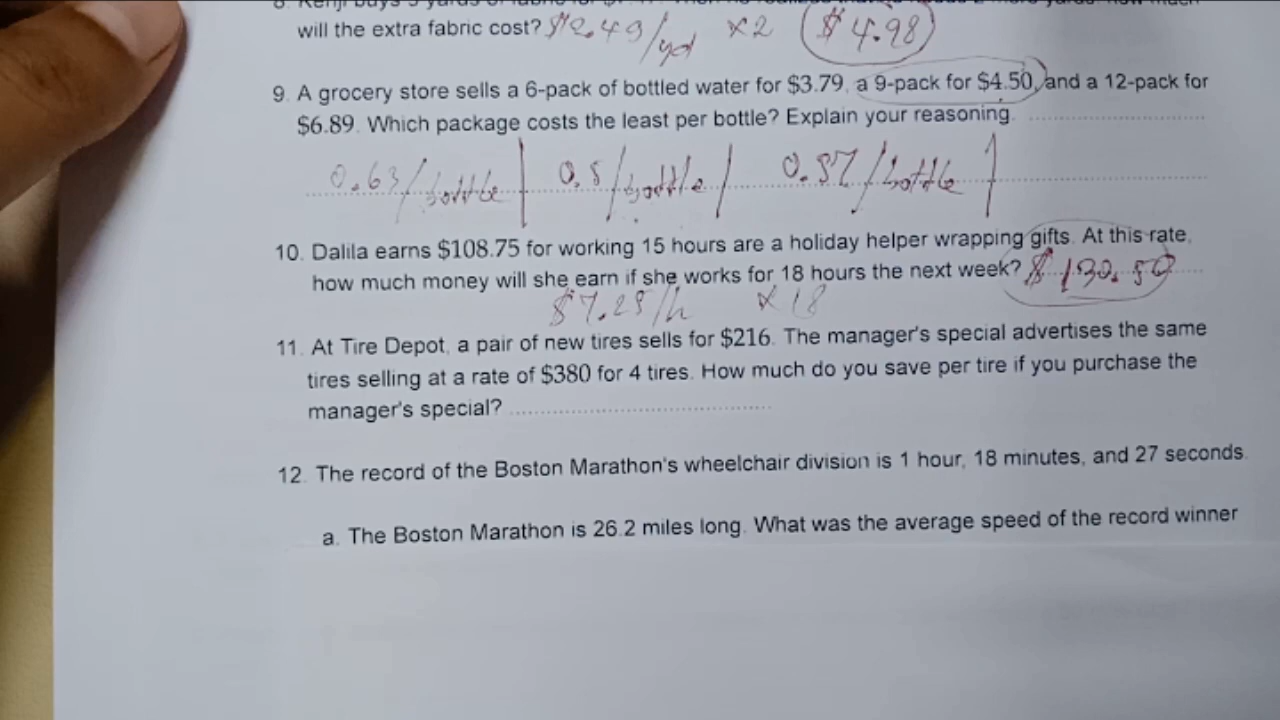 will the extra fabric cost? $2.49/yd ×2 $4.98
9. A grocery store sells a 6-pack of bottled water for $3.79, a 9-pack for $4.50, and a 12-pack for
$6.89. Which package costs the least per bottle? Explain your reasoning.
0.63/bottle | 0.5/bottle | 0.57/bottle |
10. Dalila earns $108.75 for working 15 hours are a holiday helper wrapping gifts. At this rate,
how much money will she earn if she works for 18 hours the next week? $130.50
$7.25/h ×18
11. At Tire Depot, a pair of new tires sells for $216. The manager's special advertises the same
tires selling at a rate of $380 for 4 tires. How much do you save per tire if you purchase the
manager's special?
12. The record of the Boston Marathon's wheelchair division is 1 hour, 18 minutes, and 27 seconds.
a. The Boston Marathon is 26.2 miles long. What was the average speed of the record winner